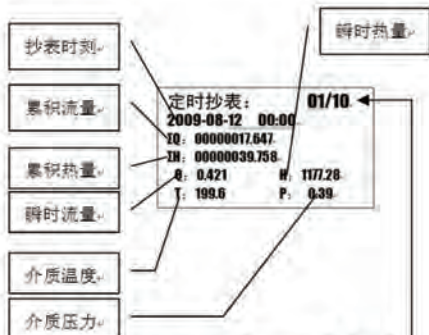 抄表时刻
瞬时热量
累积流量
定时抄表： 01/10
2009-08-12 00:00
ΣQ：00000017.647
累积热量
ΣH：00000039.758
Q：0.421 H：1177.28
瞬时流量
T：199.6 P：0.39
介质温度
介质压力